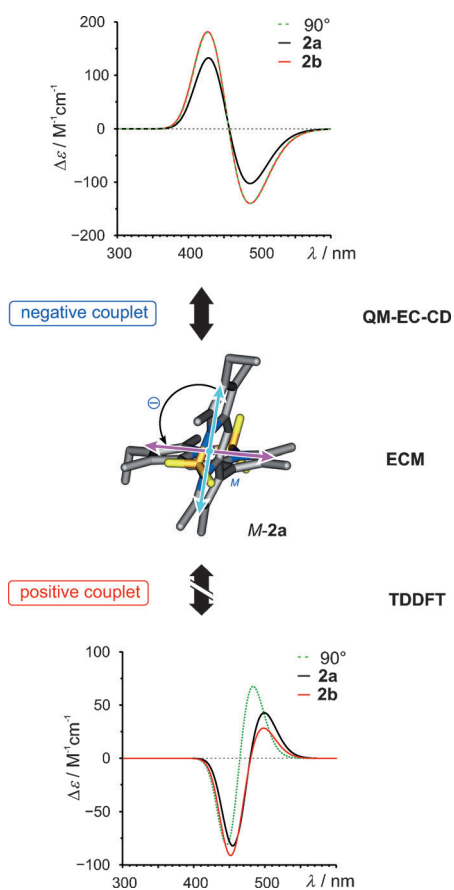 200
100
0
−100
−200
Δε / M⁻¹cm⁻¹
90°
2a
2b
300
400
500
λ / nm
negative couplet
QM-EC-CD
⊖
ECM
M
M-2a
positive couplet
TDDFT
100
50
0
−50
−100
Δε / M⁻¹cm⁻¹
90°
2a
2b
300
400
500
λ / nm